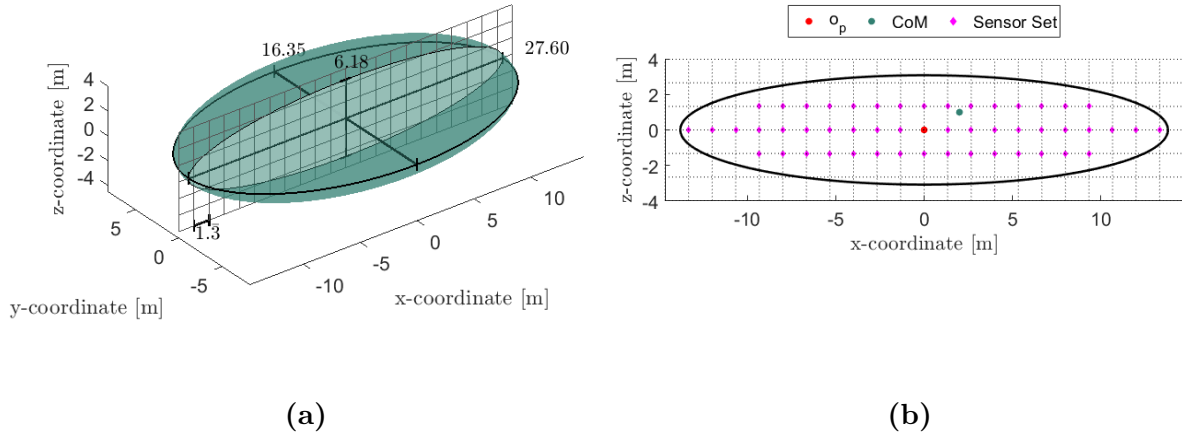 16.35
6.18
27.60
z-coordinate [m]
4
2
0
-2
-4
1.3
5
0
-5
y-coordinate [m]
-10
-5
0
5
10
x-coordinate [m]
(a)
o_p CoM Sensor Set
z-coordinate [m]
4
2
0
-2
-4
-10 -5 0 5 10
x-coordinate [m]
(b)